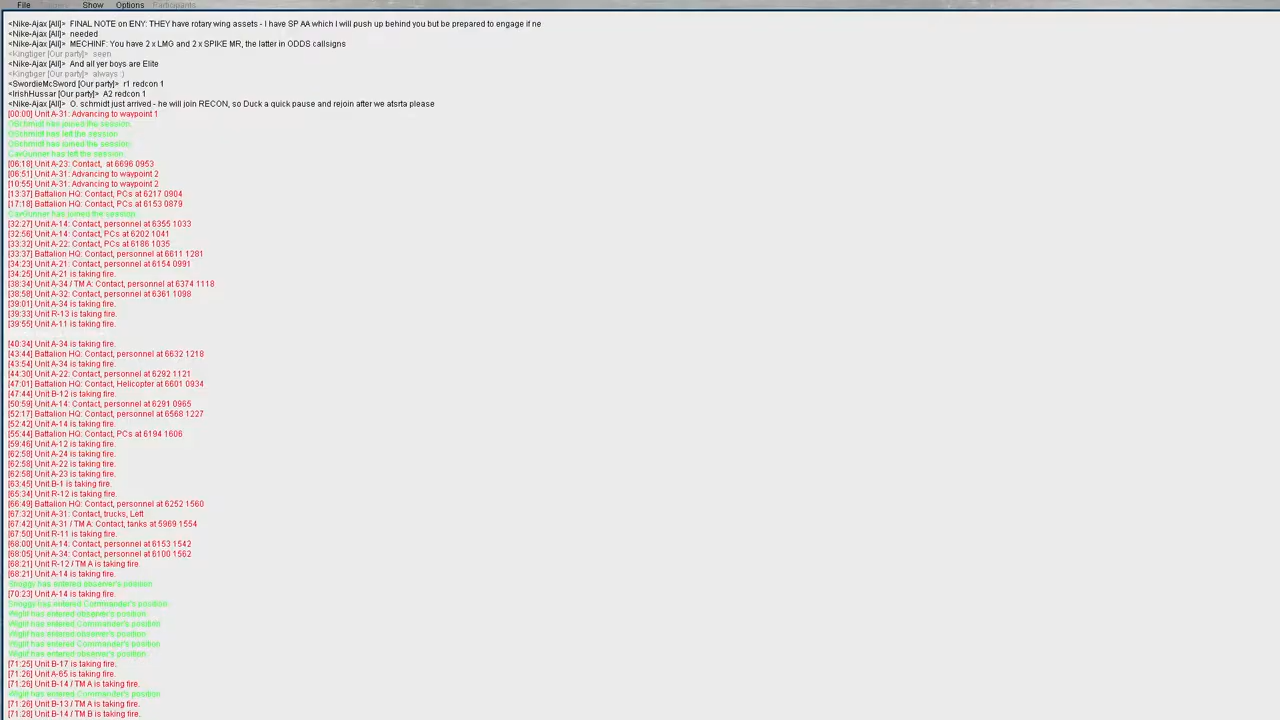 File Show Options Participants
<Nike-Ajax [All]> FINAL NOTE on ENY: THEY have rotary wing assets - I have SP AA which I will push up behind you but be prepared to engage if ne
<Nike-Ajax [All]> needed
<Nike-Ajax [All]> MECHINF: You have 2 x LMG and 2 x SPIKE MR, the latter in ODDS callsigns
<Kingtiger [Our party]> seen
<Nike-Ajax [All]> And all yer boys are Elite
<Kingtiger [Our party]> always :)
<SwordieMcSword [Our party]> r1 redcon 1
<IrishHussar [Our party]> A2 redcon 1
<Nike-Ajax [All]> O. schmidt just arrived - he will join RECON, so Duck a quick pause and rejoin after we atsrta please
[00:00] Unit A-31: Advancing to waypoint 1
OSchmidt has joined the session.
OSchmidt has left the session
OSchmidt has joined the session.
CavGunner has left the session
[06:18] Unit A-23: Contact, at 6696 0953
[06:51] Unit A-31: Advancing to waypoint 2
[10:55] Unit A-31: Advancing to waypoint 2
[13:37] Battalion HQ: Contact, PCs at 6217 0904
[17:18] Battalion HQ: Contact, PCs at 6153 0879
CavGunner has joined the session.
[32:27] Unit A-14: Contact, personnel at 6355 1033
[32:56] Unit A-14: Contact, PCs at 6202 1041
[33:32] Unit A-22: Contact, PCs at 6186 1035
[33:37] Battalion HQ: Contact, personnel at 6611 1281
[34:23] Unit A-21: Contact, personnel at 6154 0991
[34:25] Unit A-21 is taking fire.
[38:34] Unit A-34 / TM A: Contact, personnel at 6374 1118
[38:58] Unit A-32: Contact, personnel at 6361 1098
[39:01] Unit A-34 is taking fire.
[39:33] Unit R-13 is taking fire.
[39:55] Unit A-11 is taking fire.
[40:34] Unit A-34 is taking fire.
[43:44] Battalion HQ: Contact, personnel at 6632 1218
[43:54] Unit A-34 is taking fire.
[44:30] Unit A-22: Contact, personnel at 6292 1121
[47:01] Battalion HQ: Contact, Helicopter at 6601 0934
[47:44] Unit B-12 is taking fire.
[50:59] Unit A-14: Contact, personnel at 6291 0965
[52:17] Battalion HQ: Contact, personnel at 6568 1227
[52:42] Unit A-14 is taking fire.
[55:44] Battalion HQ: Contact, PCs at 6194 1606
[59:46] Unit A-12 is taking fire.
[62:58] Unit A-24 is taking fire.
[62:58] Unit A-22 is taking fire.
[62:58] Unit A-23 is taking fire.
[63:45] Unit B-1 is taking fire.
[65:34] Unit R-12 is taking fire.
[66:49] Battalion HQ: Contact, personnel at 6252 1560
[67:32] Unit A-31: Contact, trucks, Left
[67:42] Unit A-31 / TM A: Contact, tanks at 5969 1554
[67:50] Unit R-11 is taking fire.
[68:00] Unit A-14: Contact, personnel at 6153 1542
[68:05] Unit A-34: Contact, personnel at 6100 1562
[68:21] Unit R-12 / TM A is taking fire.
[68:21] Unit A-14 is taking fire.
Snoggy has entered observer's position
[70:23] Unit A-14 is taking fire.
Snoggy has entered Commander's position
has entered observer's position
has entered Commander's position
has entered observer's position
has entered Commander's position
has entered observer's position
[71:25] Unit B-17 is taking fire.
[71:26] Unit A-65 is taking fire.
[71:26] Unit B-14 / TM A is taking fire.
has entered Commander's position
[71:26] Unit B-13 / TM A is taking fire.
[71:28] Unit B-14 / TM B is taking fire.